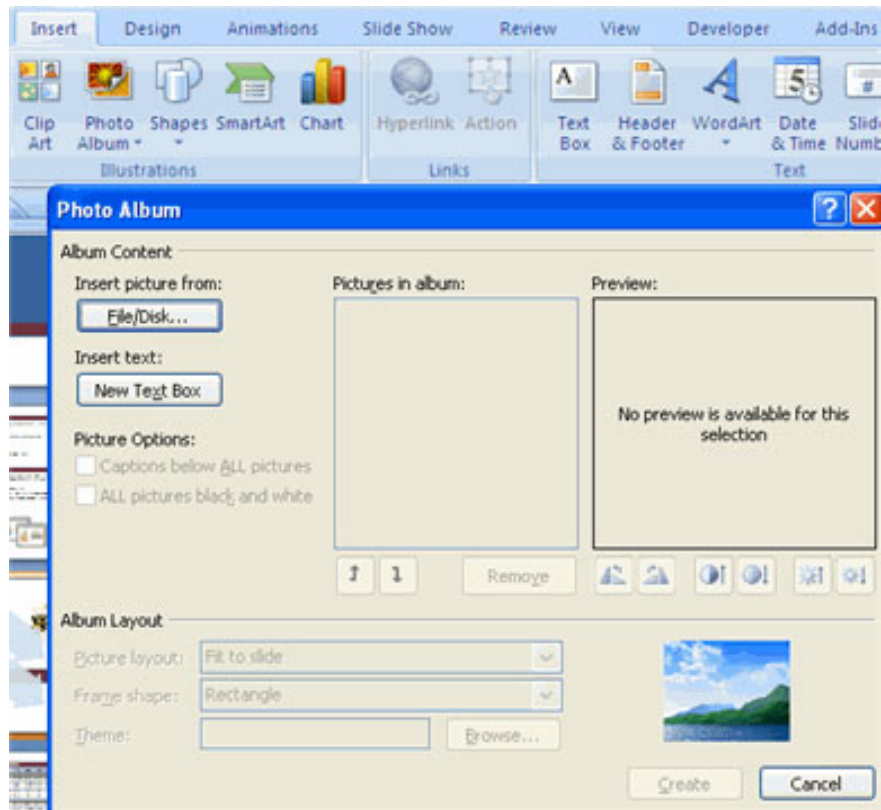 Insert Design Animations Slide Show Review View Developer Add-Ins
Clip Art Photo Album Shapes SmartArt Chart Hyperlink Action Text Box Header & Footer WordArt Date & Time Slid Numb
Illustrations Links Text
Photo Album
Album Content
Insert picture from: Pictures in album: Preview:
File/Disk...
Insert text:
New Text Box
No preview is available for this
selection
Picture Options:
Captions below ALL pictures
ALL pictures black and white
Remove
Album Layout
Picture layout: Fit to slide
Frame shape: Rectangle
Theme: Browse...
Create Cancel